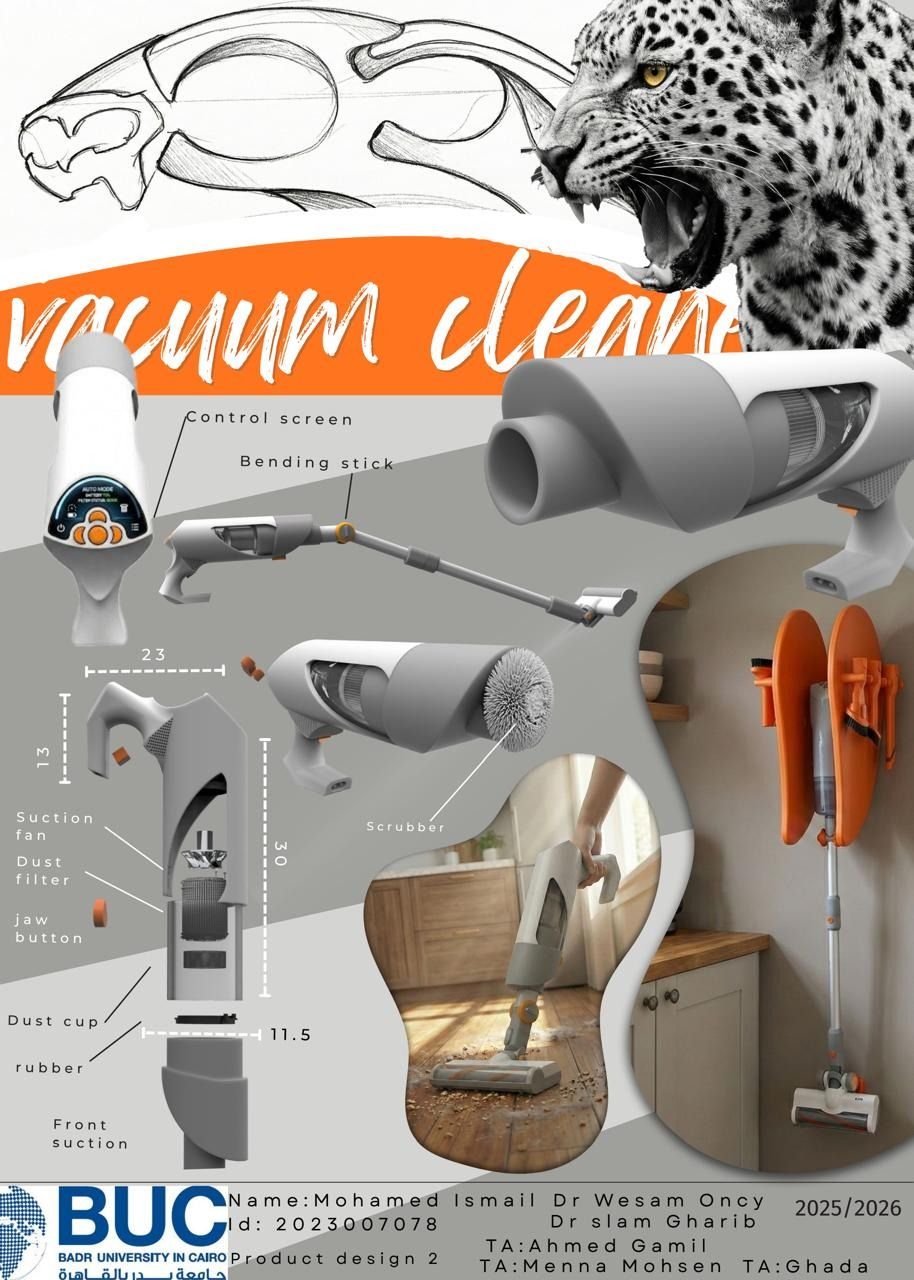 vacuum cleane
Control screen
Bending stick
AUTO MODE
23
13
Suction
fan
30
Scrubber
Dust
filter
jaw
button
Dust cup
11.5
rubber
Front
suction
BUC
BADR UNIVERSITY IN CAIRO
جامعة بدر بالقاهرة
Name:Mohamed Ismail
Dr Wesam Oncy
2025/2026
Id: 2023007078
Dr slam Gharib
TA:Ahmed Gamil
Product design 2
TA:Menna Mohsen
TA:Ghada